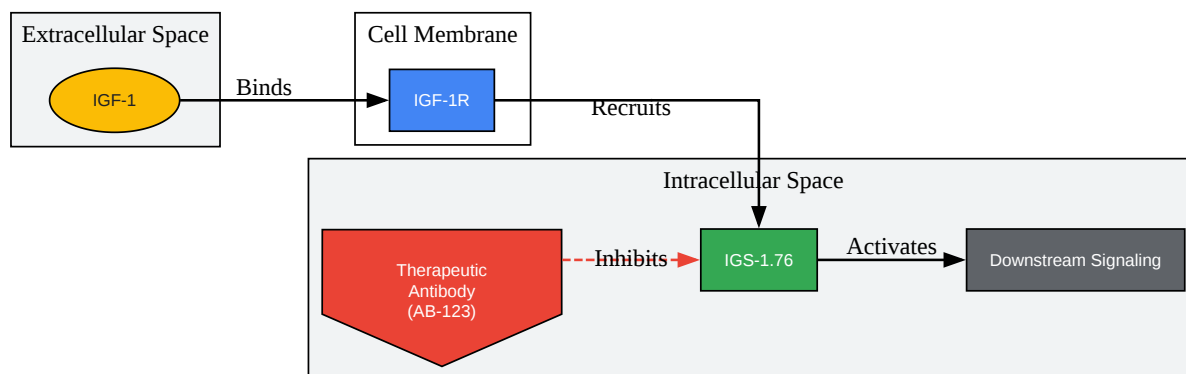 Extracellular Space
Cell Membrane
IGF-1
Binds
IGF-1R
Recruits
Intracellular Space
Therapeutic
Antibody
(AB-123)
Inhibits
IGS-1.76
Activates
Downstream Signaling